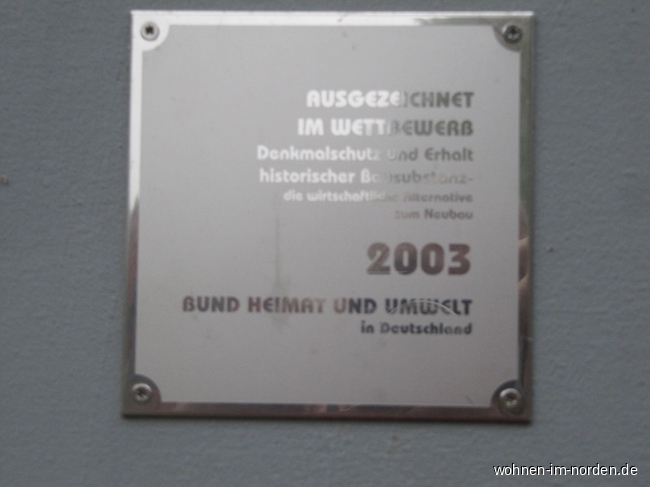 AUSGEZEICHNET
IM WETTBEWERB
Denkmalschutz und Erhalt
historischer Bausubstanz-
die wirtschaftliche Alternative
zum Neubau
2003
BUND HEIMAT UND UMWELT
in Deutschland
wohnen-im-norden.de